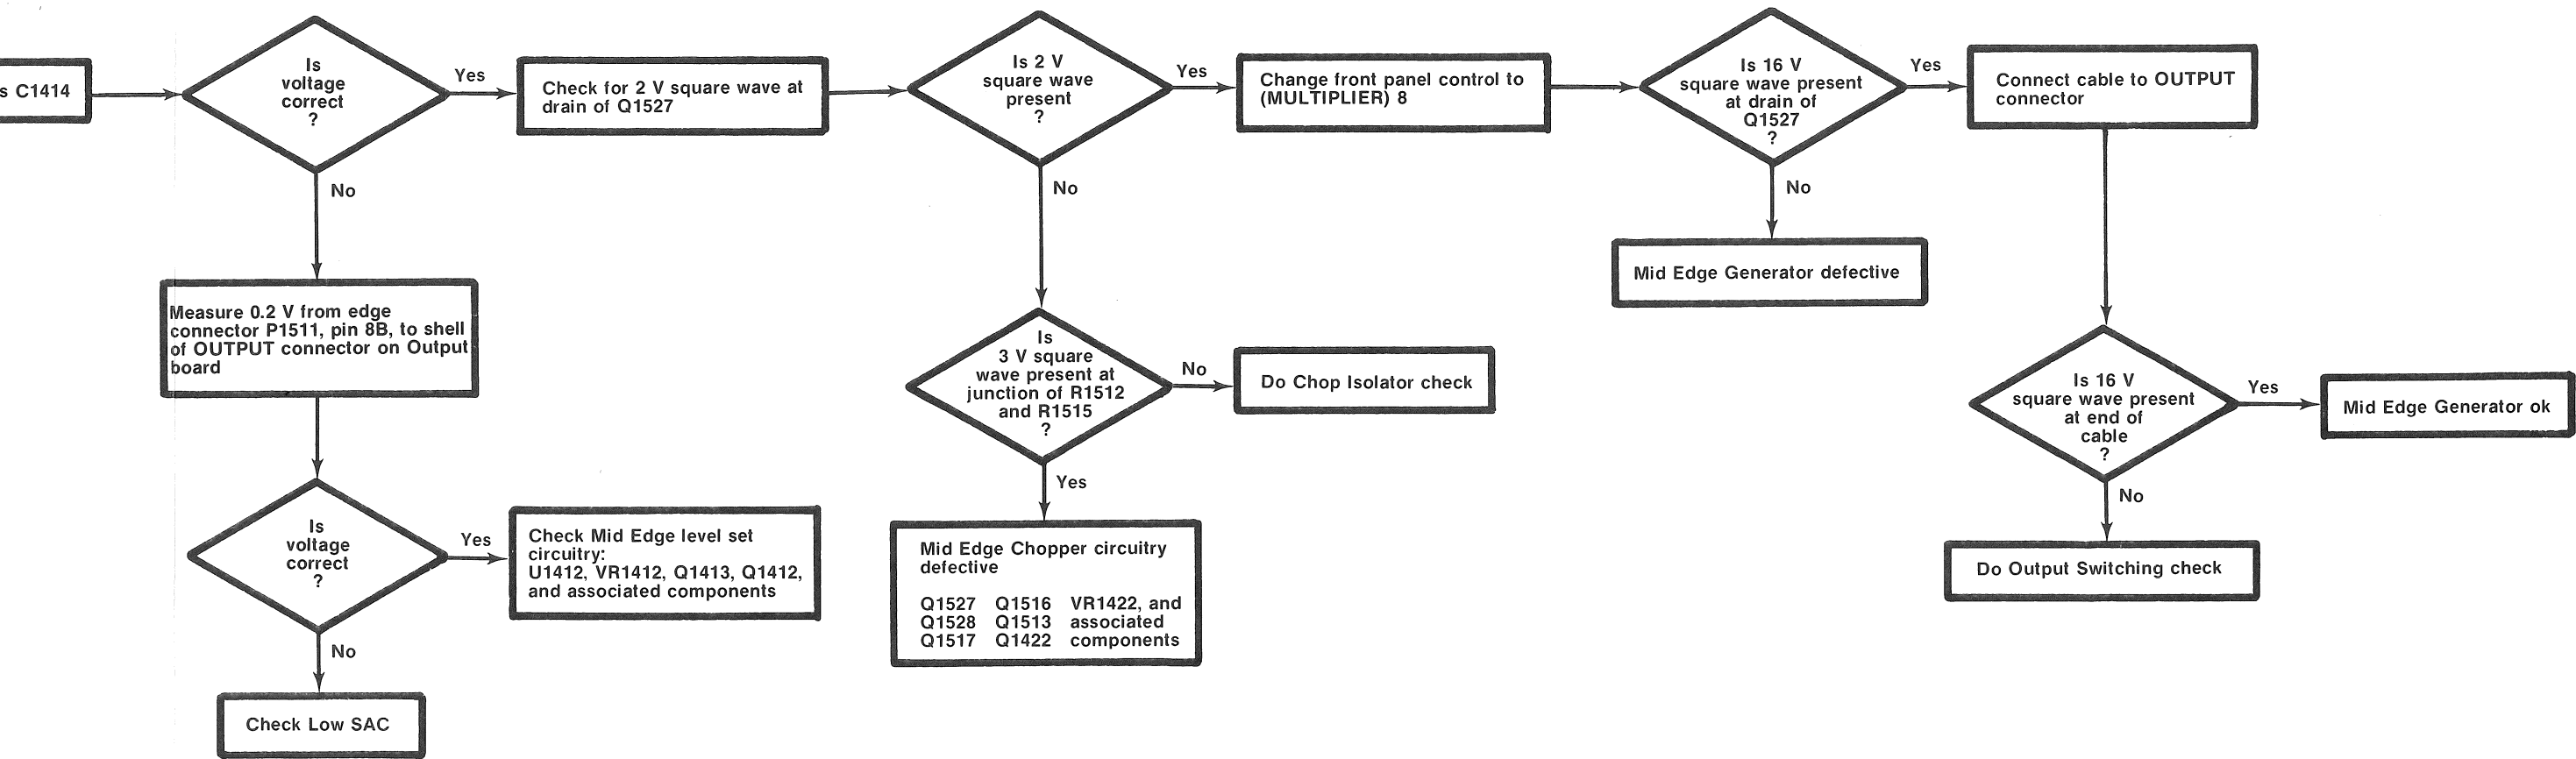 s C1414
Is
voltage
correct
?
Yes
No
Check for 2 V square wave at
drain of Q1527
Is 2 V
square wave
present
?
Yes
No
Change front panel control to
(MULTIPLIER) 8
Is 16 V
square wave present
at drain of
Q1527
?
Yes
No
Connect cable to OUTPUT
connector
Mid Edge Generator defective
Measure 0.2 V from edge
connector P1511, pin 8B, to shell
of OUTPUT connector on Output
board
Is
3 V square
wave present at
junction of R1512
and R1515
?
No
Yes
Do Chop Isolator check
Is 16 V
square wave present
at end of
cable
?
Yes
No
Mid Edge Generator ok
Is
voltage
correct
?
Yes
No
Check Mid Edge level set
circuitry:
U1412, VR1412, Q1413, Q1412,
and associated components
Mid Edge Chopper circuitry
defective
Q1527 Q1516 VR1422, and
Q1528 Q1513 associated
Q1517 Q1422 components
Do Output Switching check
Check Low SAC